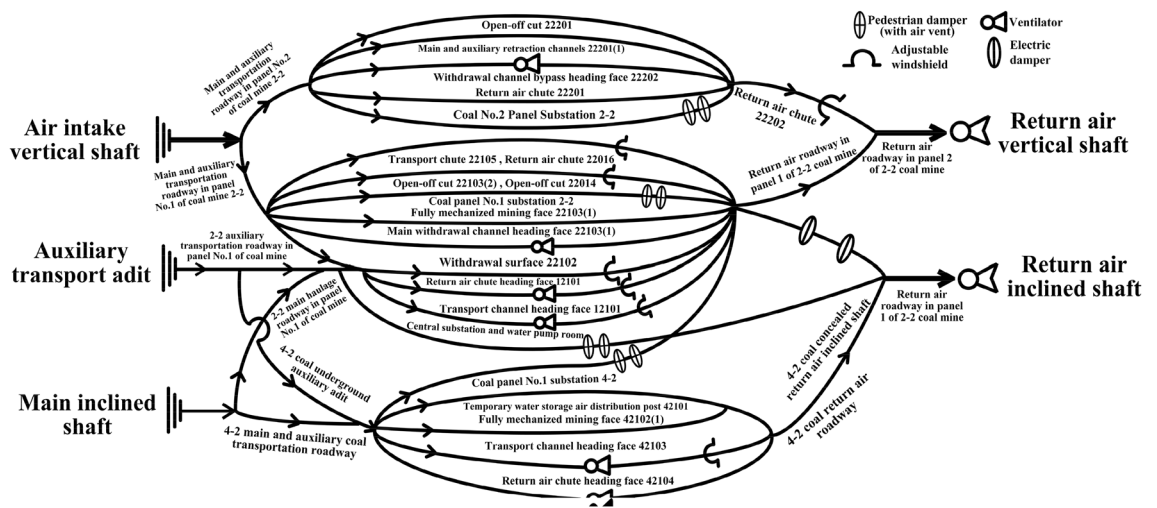 Open-off cut 22201
Main and auxiliary retraction channels 22201(1)
Withdrawal channel bypass heading face 22202
Return air chute 22201
Coal No.2 Panel Substation 2-2
Main and auxiliary
transportation
roadway in panel No.2
of coal mine 2-2
Pedestrian damper
(with air vent)
Ventilator
Adjustable
windshield
Electric
damper
Air intake
vertical shaft
Main and auxiliary
transportation
roadway in panel
No.1 of coal mine 2-2
Return air chute
22202
Return air roadway in
panel 1 of 2-2 coal mine
Return air
roadway in panel 2
of 2-2 coal mine
Return air
vertical shaft
Transport chute 22105 , Return air chute 22016
Open-off cut 22103(2) , Open-off cut 22014
Coal panel No.1 substation 2-2
Fully mechanized mining face 22103(1)
Main withdrawal channel heading face 22103(1)
Withdrawal surface 22102
Return air chute heading face 12101
Transport channel heading face 12101
Central substation and water pump room
Auxiliary
transport adit
2-2 auxiliary
transportation roadway in
panel No.1 of coal mine
2-2 main haulage
roadway in panel
No.1 of coal mine
Return air
inclined shaft
Return air
roadway in panel
1 of 2-2 coal mine
4-2 coal underground
auxiliary adit
Coal panel No.1 substation 4-2
4-2 coal concealed
return air inclined shaft
4-2 coal return air
roadway
Main inclined
shaft
4-2 main and auxiliary coal
transportation roadway
Temporary water storage air distribution post 42101
Fully mechanized mining face 42102(1)
Transport channel heading face 42103
Return air chute heading face 42104